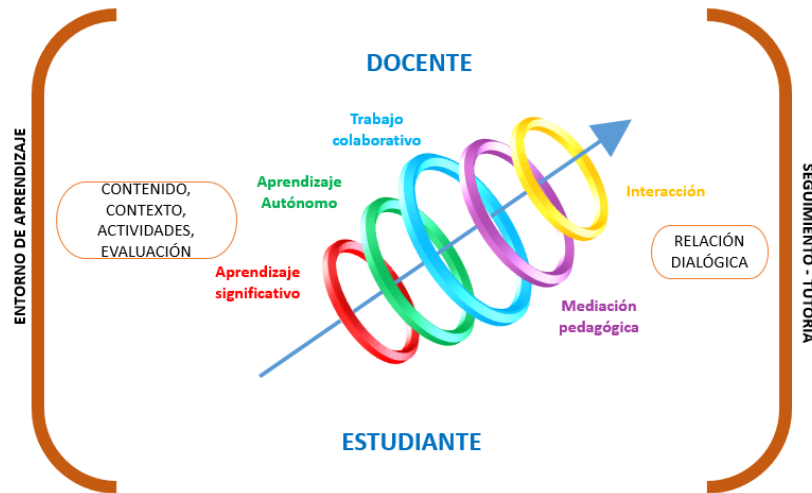 DOCENTE
Trabajo
colaborativo
Aprendizaje
Autónomo
Interacción
CONTENIDO,
CONTEXTO,
ACTIVIDADES,
EVALUACIÓN
RELACIÓN
DIALÓGICA
Aprendizaje
significativo
Mediación
pedagógica
ESTUDIANTE
ENTORNO DE APRENDIZAJE
SEGUIMIENTO - TUTORIA